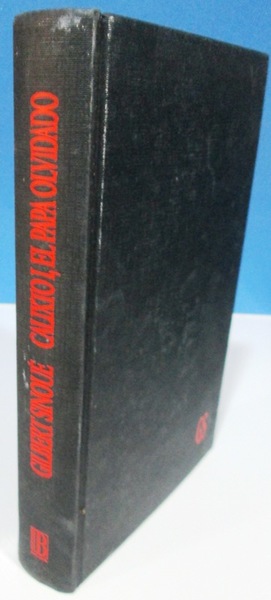 GILBERT SINOUÉ CALIXTO I, EL PAPA OLVIDADO